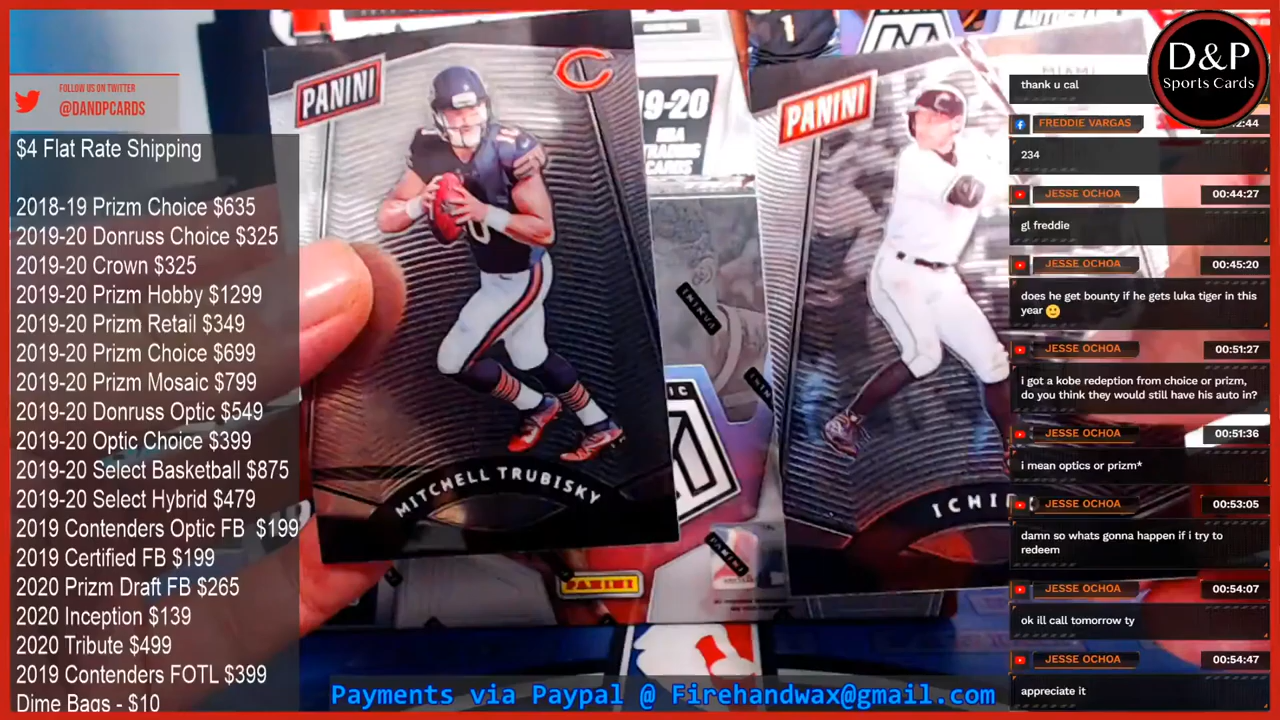 FOLLOW US ON TWITTER
@DANDPCARDS
$4 Flat Rate Shipping
2018-19 Prizm Choice $635
2019-20 Donruss Choice $325
2019-20 Crown $325
2019-20 Prizm Hobby $1299
2019-20 Prizm Retail $349
2019-20 Prizm Choice $699
2019-20 Prizm Mosaic $799
2019-20 Donruss Optic $549
2019-20 Optic Choice $399
2019-20 Select Basketball $875
2019-20 Select Hybrid $479
2019 Contenders Optic FB $199
2019 Certified FB $199
2020 Prizm Draft FB $265
2020 Inception $139
2020 Tribute $499
2019 Contenders FOTL $399
Dime Bags - $10
PANINI
C
MITCHELL TRUBISKY
9-20
NBA
TRADING
CARDS
PANINI
PANINI
PANINI
PANINI
ICHI
AUTOGRAPH
Payments via Paypal @ Firehandwax@gmail.com
D&P
Sports Cards
thank u cal
FREDDIE VARGAS
2:44
234
JESSE OCHOA
00:44:27
gl freddie
JESSE OCHOA
00:45:20
does he get bounty if he gets luka tiger in this
year 🙂
JESSE OCHOA
00:51:27
i got a kobe redeption from choice or prizm,
do you think they would still have his auto in?
JESSE OCHOA
00:51:36
i mean optics or prizm*
JESSE OCHOA
00:53:05
damn so whats gonna happen if i try to
redeem
JESSE OCHOA
00:54:07
ok ill call tomorrow ty
JESSE OCHOA
00:54:47
appreciate it